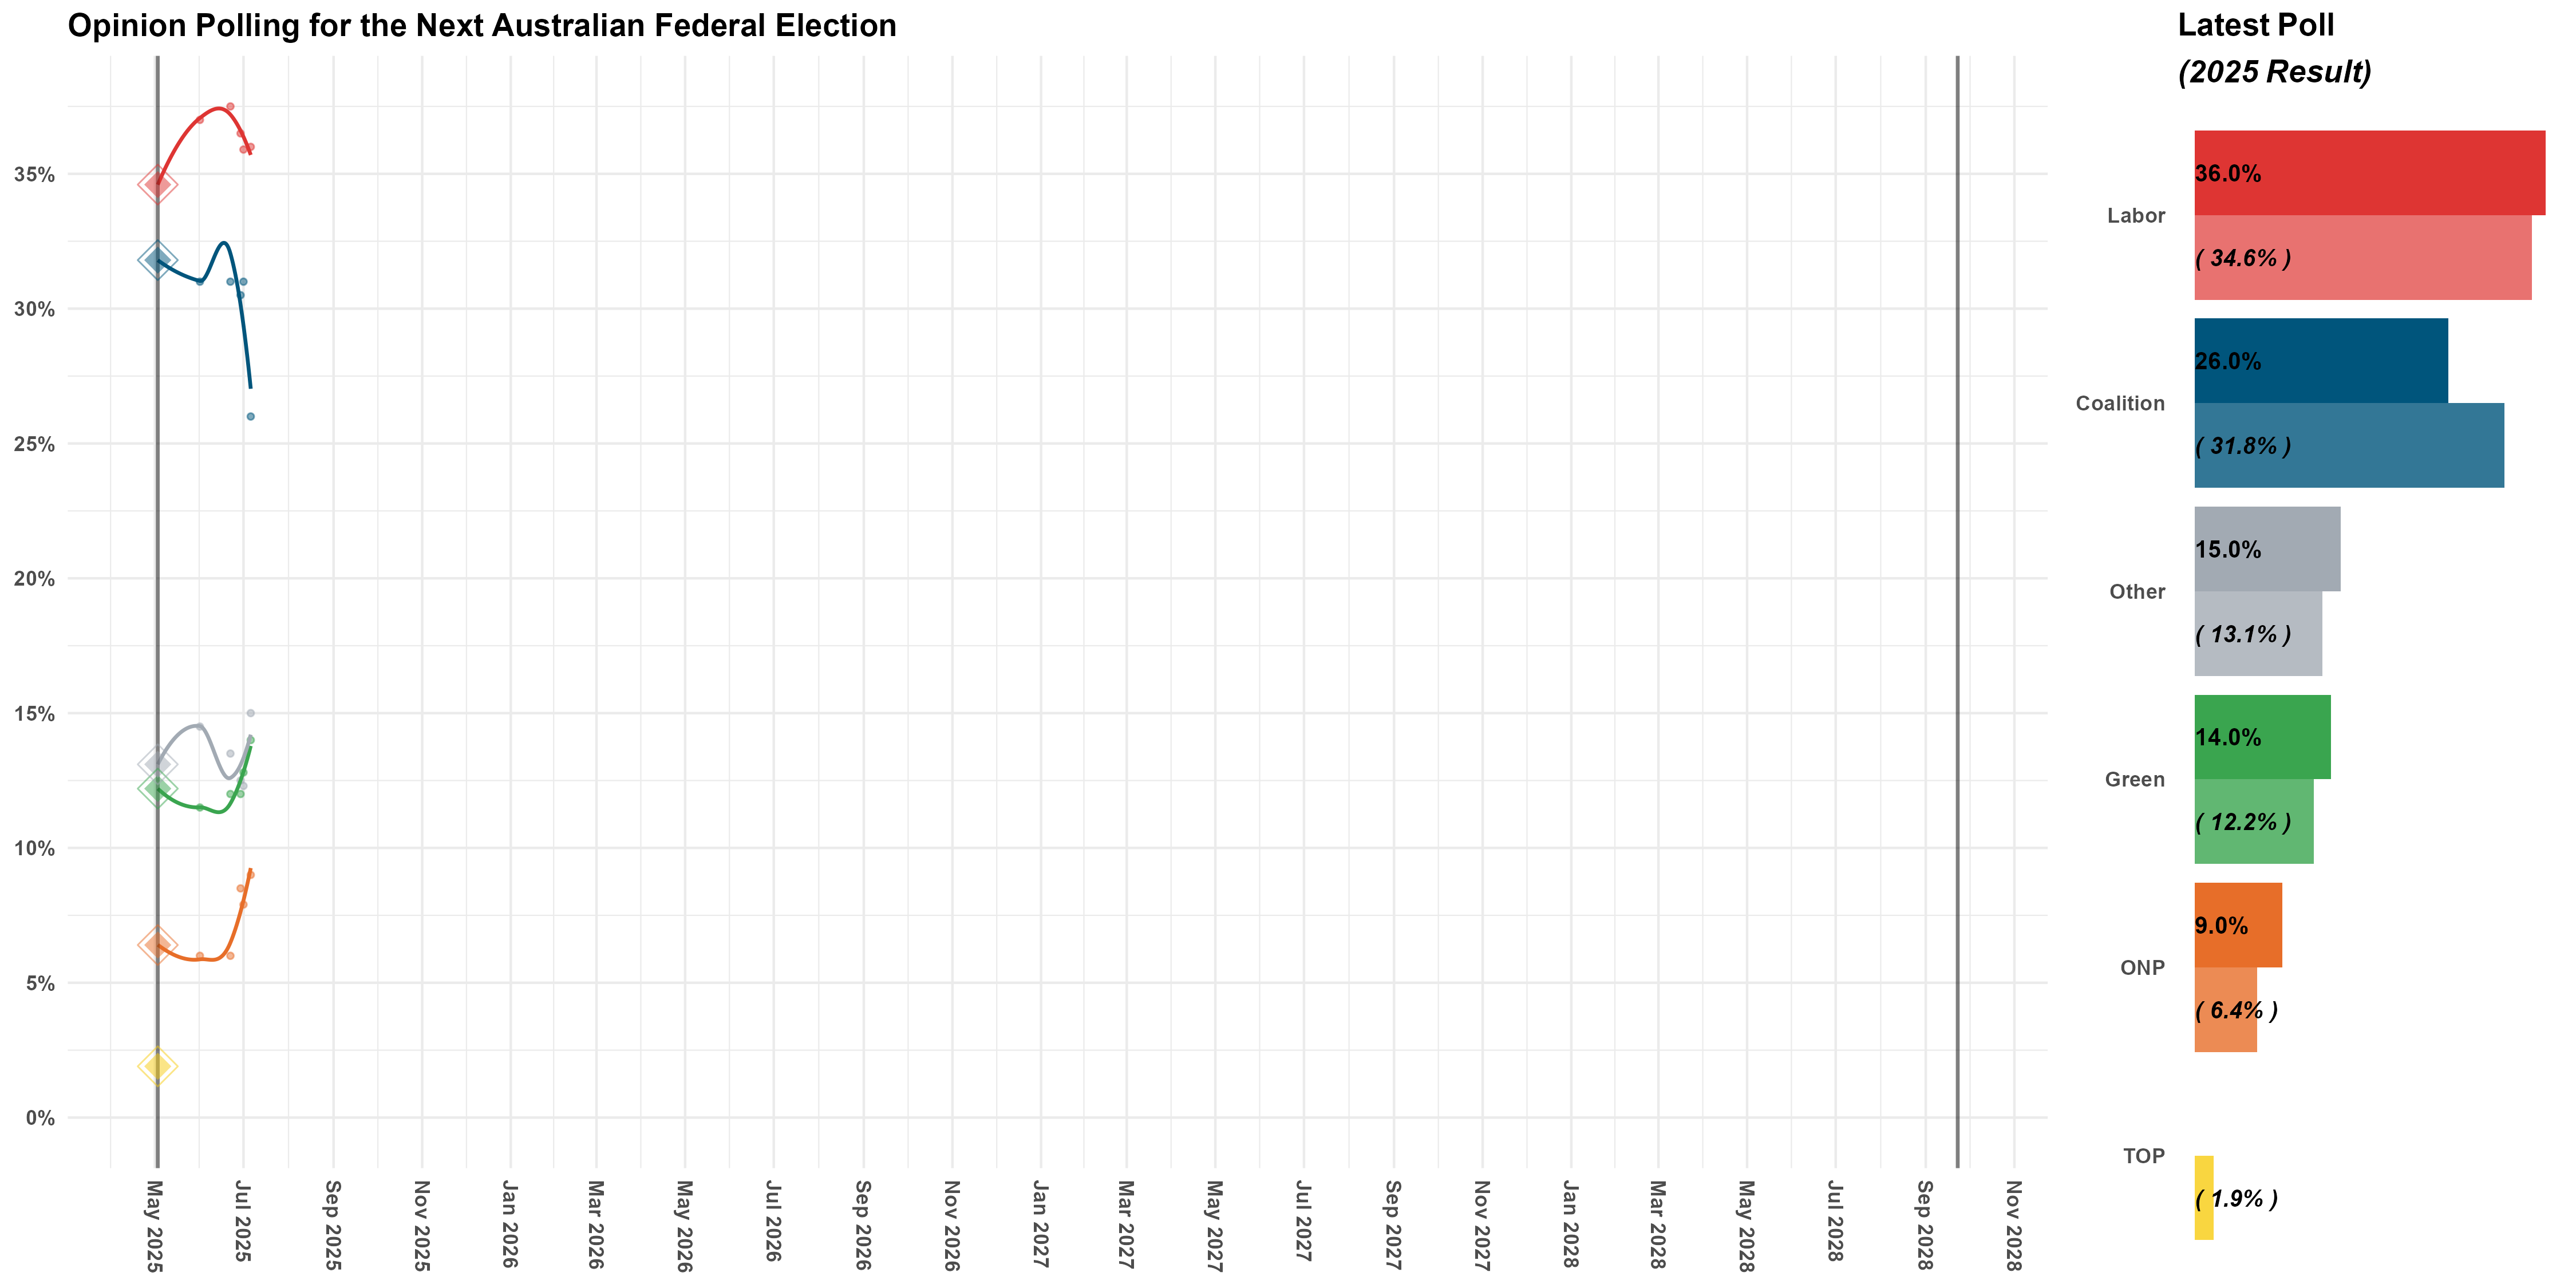 Opinion Polling for the Next Australian Federal Election
35%
30%
25%
20%
15%
10%
5%
0%
May 2025
Jul 2025
Sep 2025
Nov 2025
Jan 2026
Mar 2026
May 2026
Jul 2026
Sep 2026
Nov 2026
Jan 2027
Mar 2027
May 2027
Jul 2027
Sep 2027
Nov 2027
Jan 2028
Mar 2028
May 2028
Jul 2028
Sep 2028
Nov 2028
Latest Poll
(2025 Result)
36.0%
Labor
( 34.6% )
26.0%
Coalition
( 31.8% )
15.0%
Other
( 13.1% )
14.0%
Green
( 12.2% )
9.0%
ONP
( 6.4% )
TOP
( 1.9% )